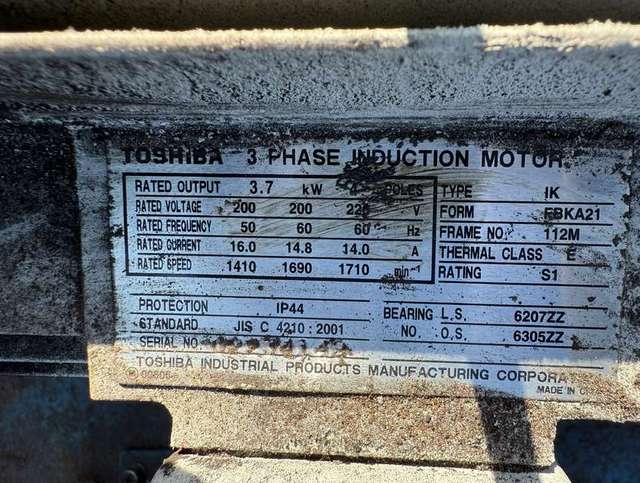 TOSHIBA 3 PHASE INDUCTION MOTOR
RATED OUTPUT 3.7 kW 4 POLES
RATED VOLTAGE 200 200 220 V
RATED FREQUENCY 50 60 60 Hz
RATED CURRENT 16.0 14.8 14.0 A
RATED SPEED 1410 1690 1710 min⁻¹
TYPE IK
FORM FBKA21
FRAME NO. 112M
THERMAL CLASS E
RATING S1
PROTECTION IP44
STANDARD JIS C 4210 : 2001
SERIAL NO.
BEARING L.S. 6207ZZ
NO. O.S. 6305ZZ
TOSHIBA INDUSTRIAL PRODUCTS MANUFACTURING CORPORA
MADE IN